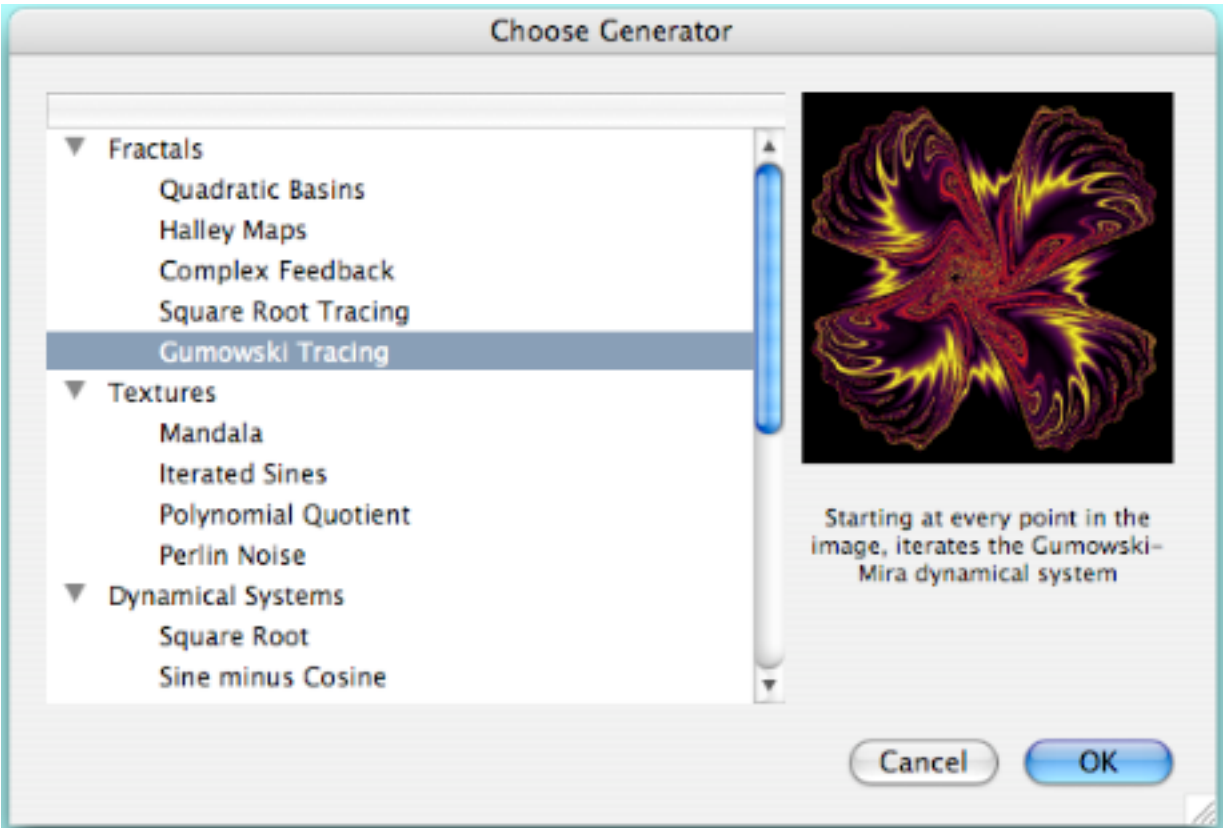 Choose Generator
Fractals
Quadratic Basins
Halley Maps
Complex Feedback
Square Root Tracing
Gumowski Tracing
Textures
Mandala
Iterated Sines
Polynomial Quotient
Perlin Noise
Dynamical Systems
Square Root
Sine minus Cosine
Starting at every point in the
image, iterates the Gumowski-
Mira dynamical system
Cancel
OK